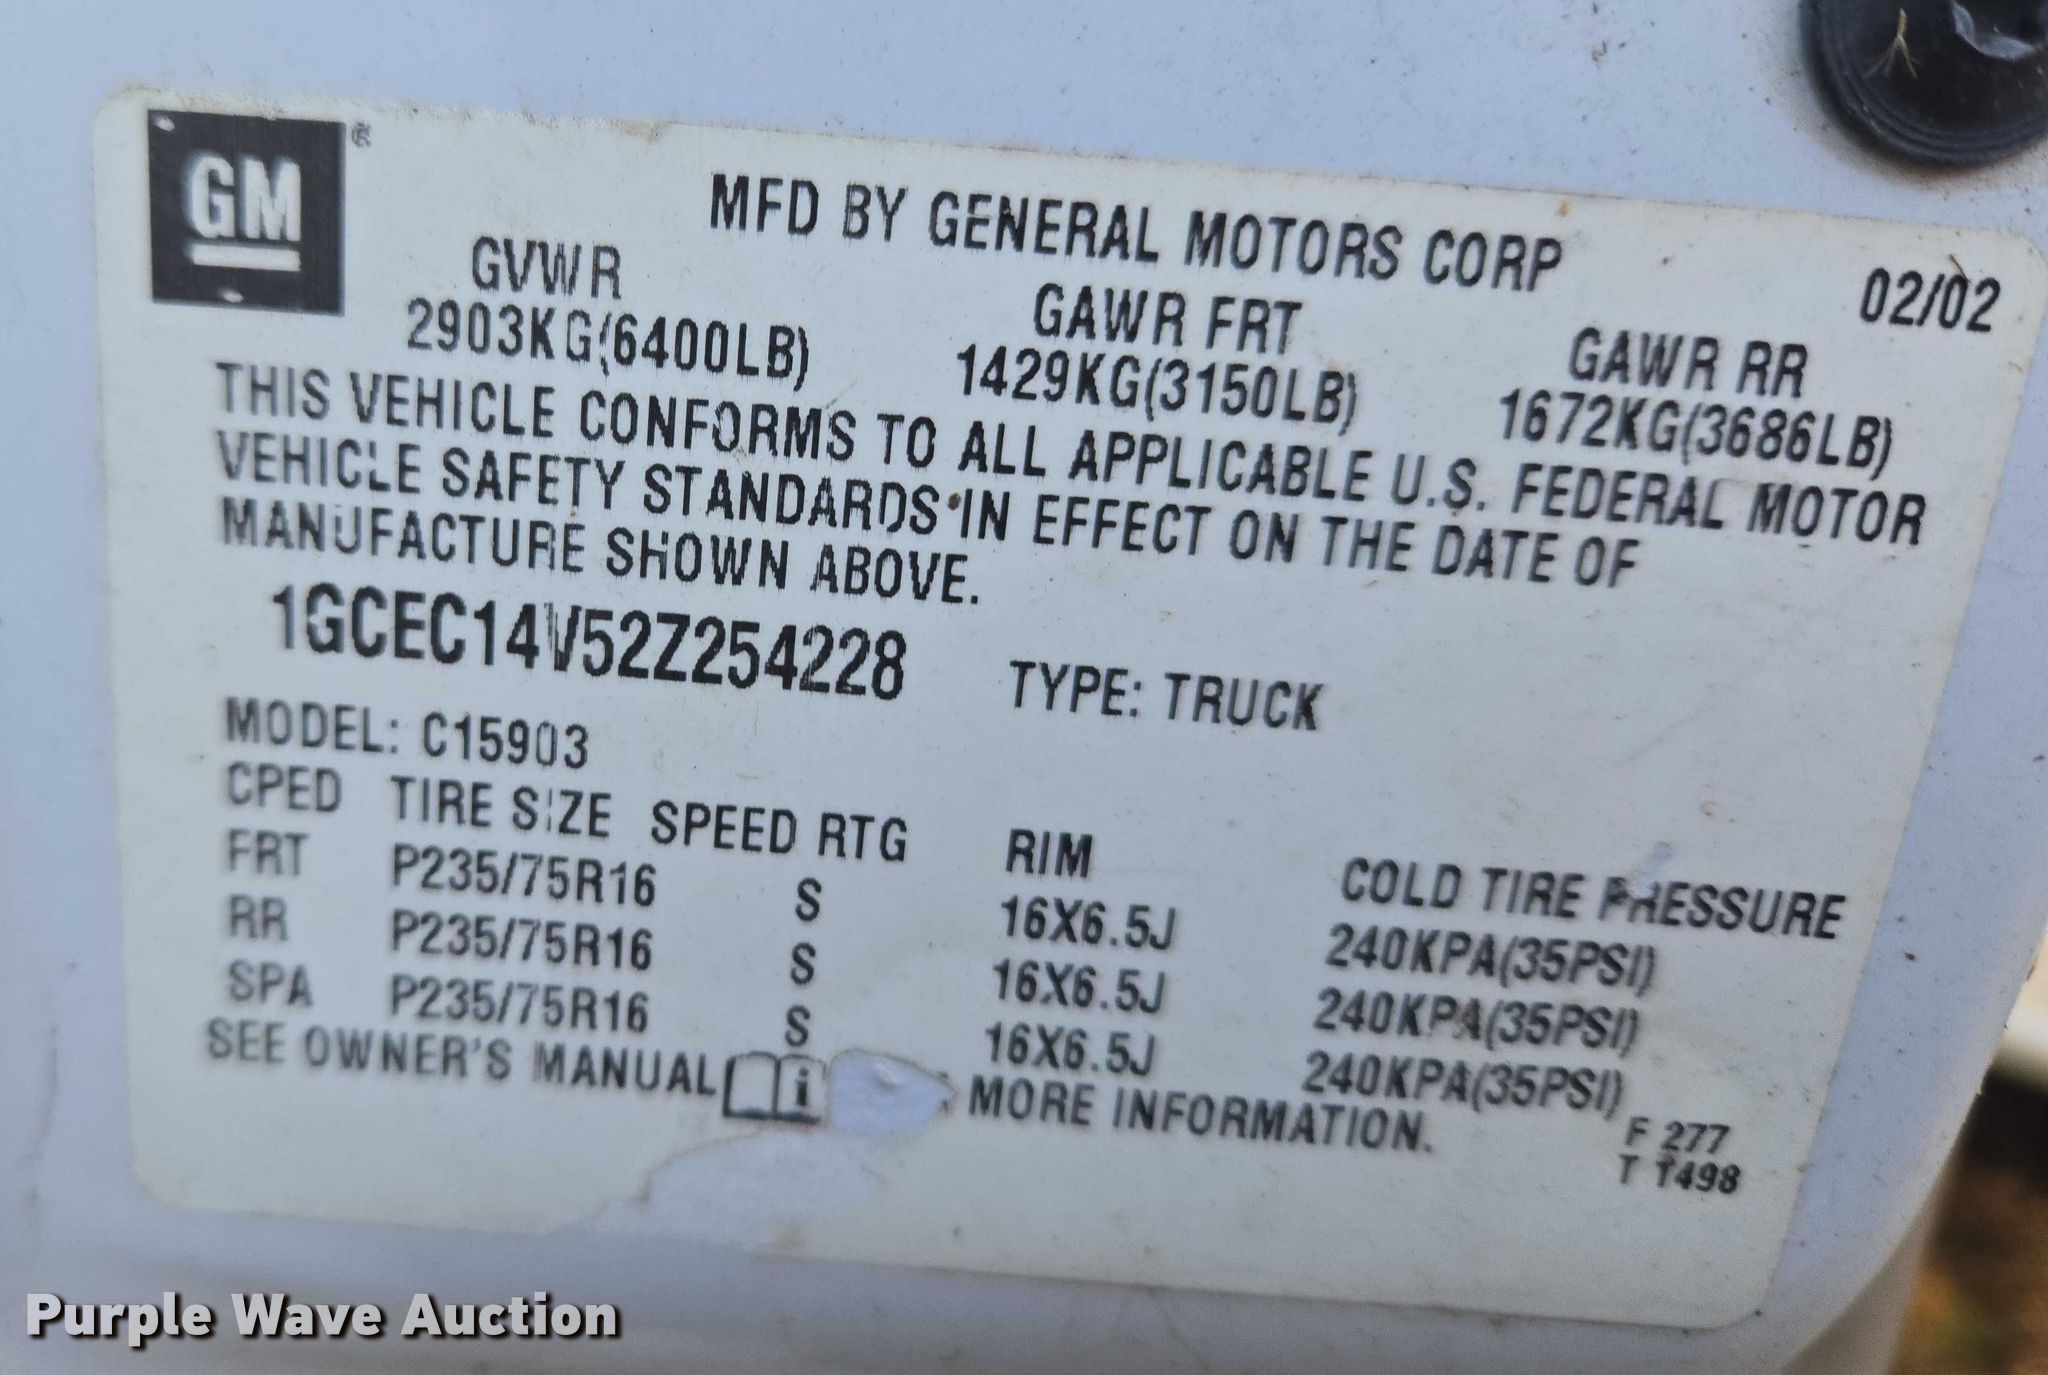 GM ®
MFD BY GENERAL MOTORS CORP 02/02
GVWR GAWR FRT GAWR RR
2903KG(6400LB) 1429KG(3150LB) 1672KG(3686LB)
THIS VEHICLE CONFORMS TO ALL APPLICABLE U.S. FEDERAL MOTOR
VEHICLE SAFETY STANDARDS IN EFFECT ON THE DATE OF
MANUFACTURE SHOWN ABOVE.
1GCEC14V52Z254228 TYPE: TRUCK
MODEL: C15903
CPED TIRE SIZE SPEED RTG RIM COLD TIRE PRESSURE
FRT P235/75R16 S 16X6.5J 240KPA(35PSI)
RR P235/75R16 S 16X6.5J 240KPA(35PSI)
SPA P235/75R16 S 16X6.5J 240KPA(35PSI)
SEE OWNER'S MANUAL i MORE INFORMATION.
F 277
T 1498
Purple Wave Auction